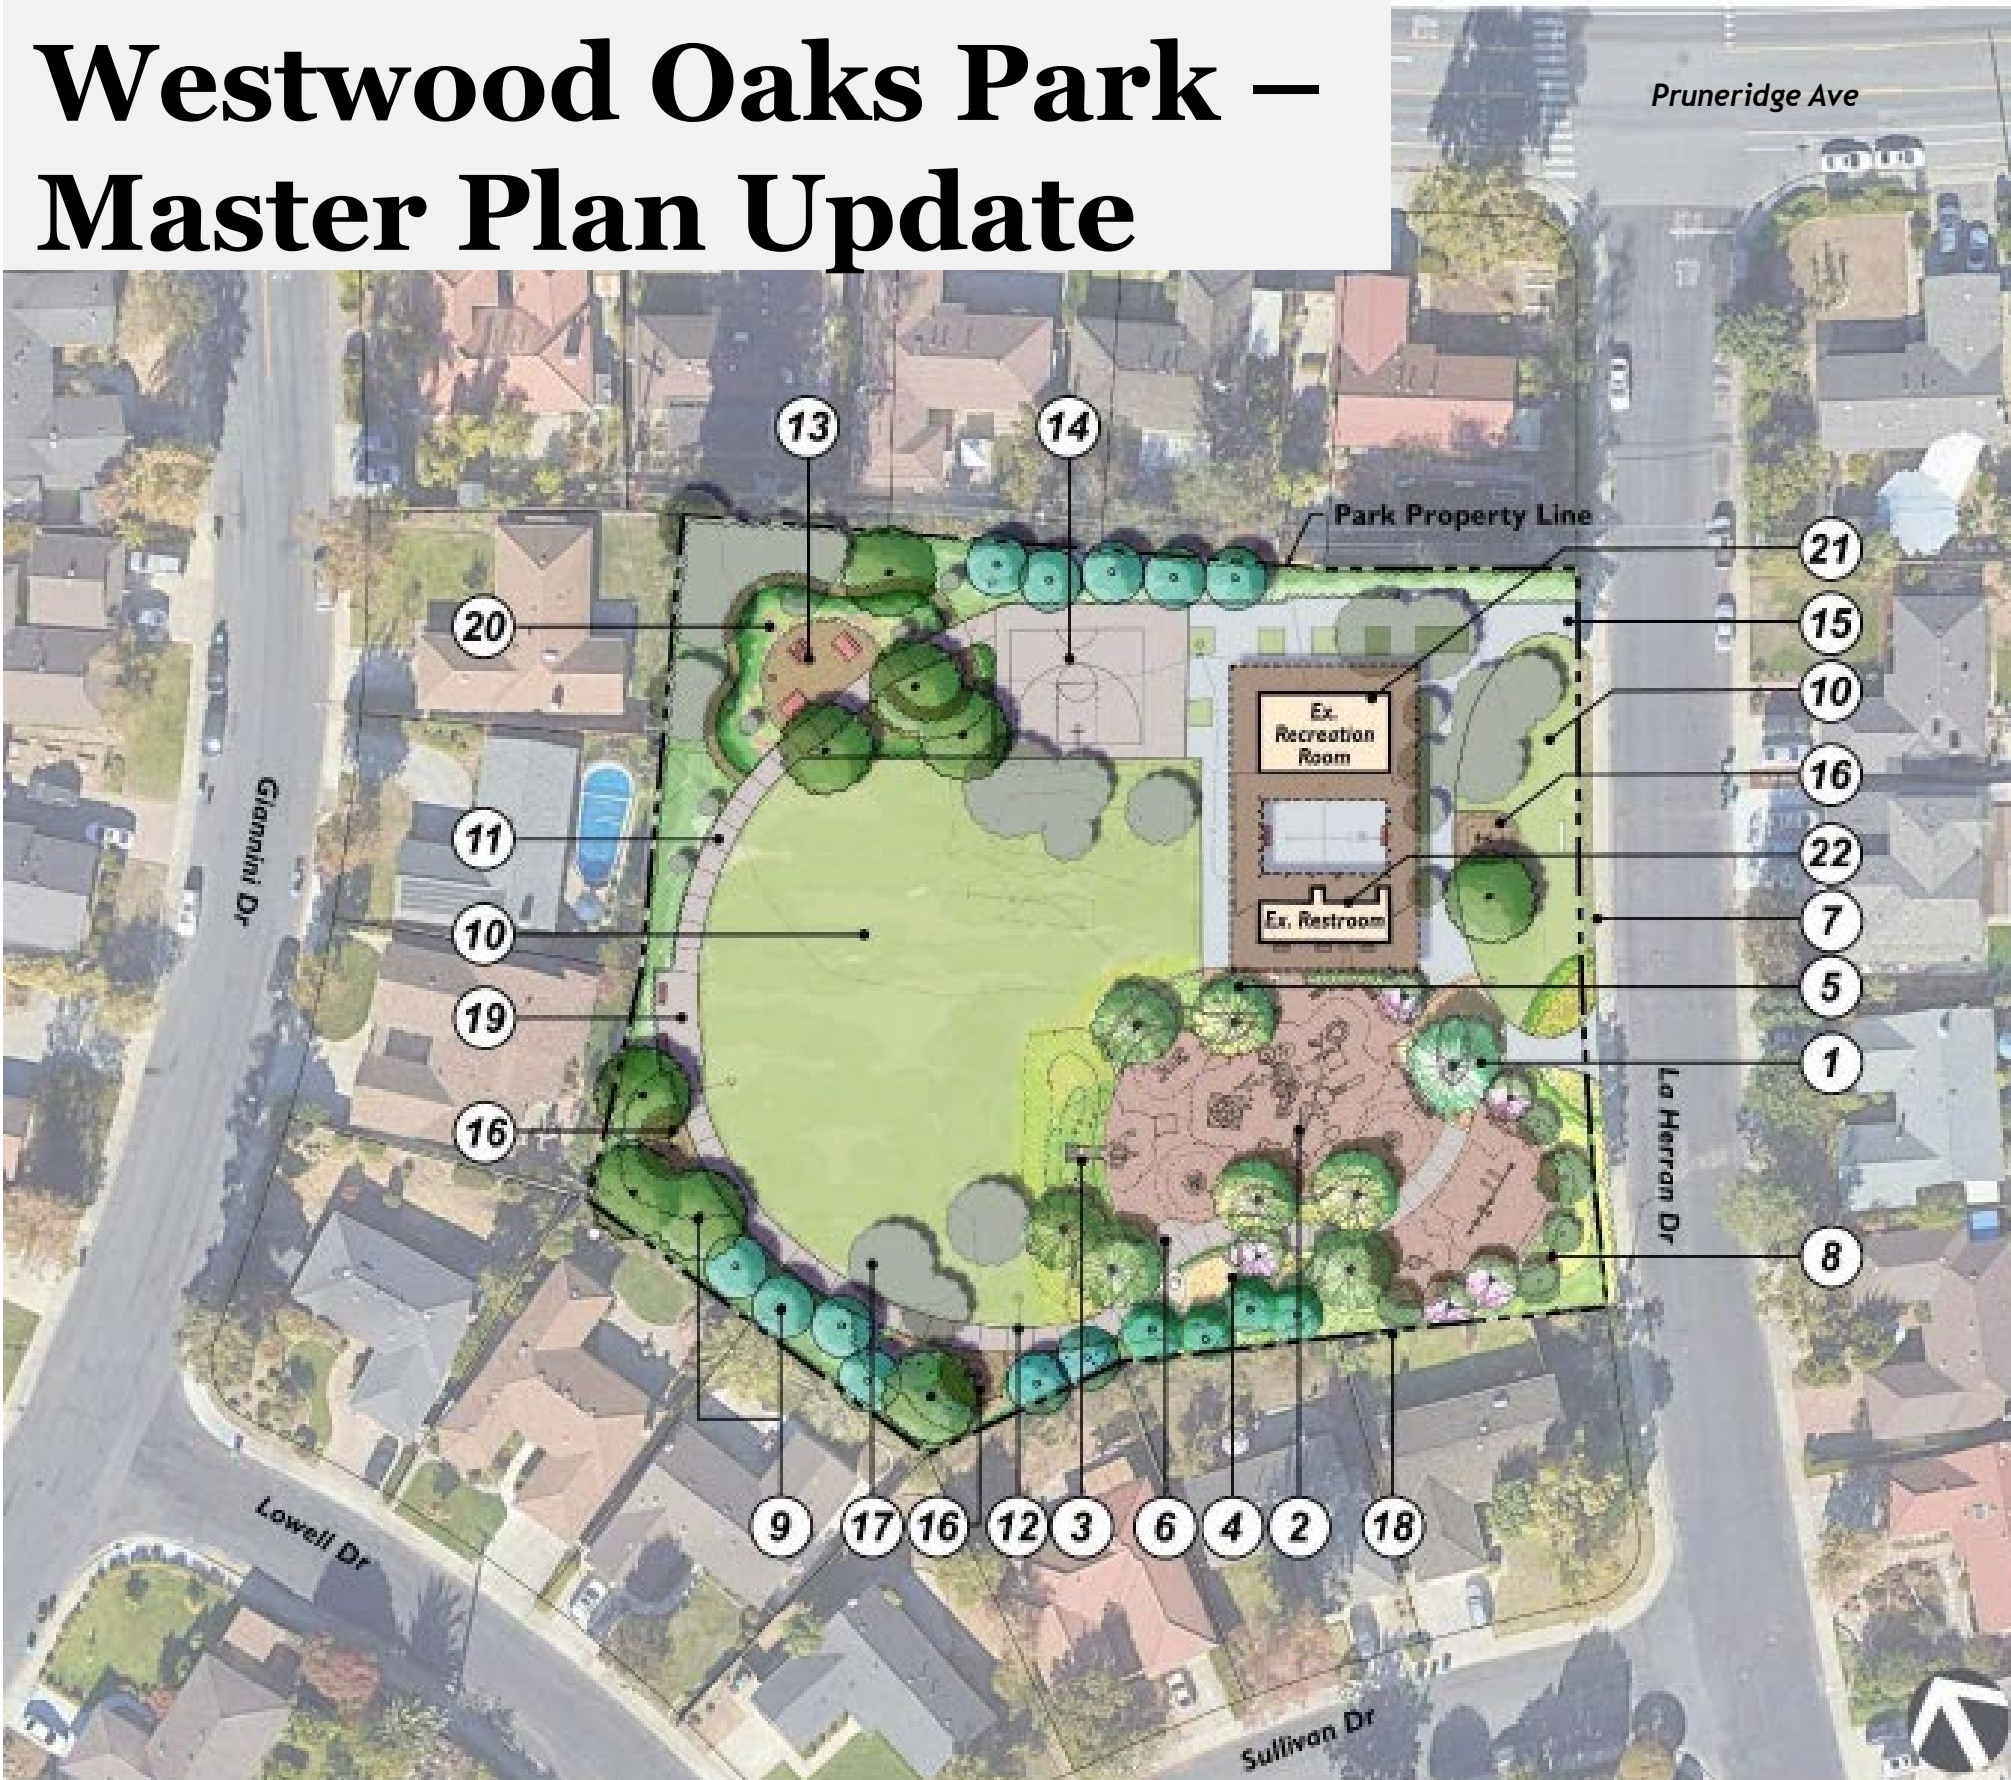 Westwood Oaks Park –
Master Plan Update
Pruneridge Ave
13
14
Park Property Line
21
20
15
10
Ex.
Recreation
Room
16
11
22
Giannini Dr
10
Ex. Restroom
7
5
19
1
16
La Herran Dr
8
9
17
16
12
3
6
4
2
18
Lowell Dr
Sullivan Dr